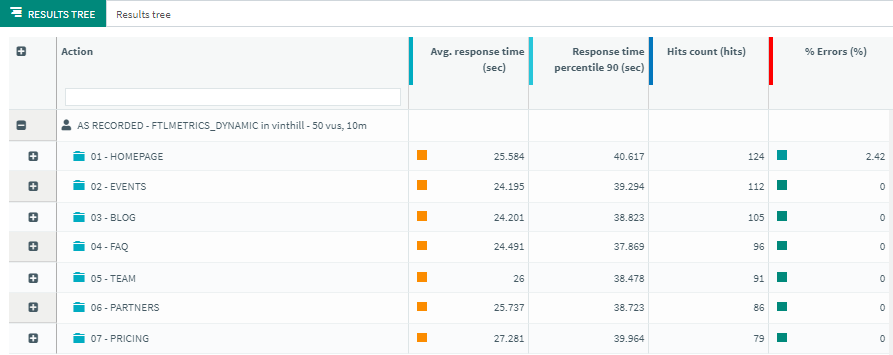 RESULTS TREE Results tree
Action Avg. response time (sec) Response time percentile 90 (sec) Hits count (hits) % Errors (%)
AS RECORDED - FTLMETRICS_DYNAMIC in vinthill - 50 vus, 10m
01 - HOMEPAGE 25.584 40.617 124 2.42
02 - EVENTS 24.195 39.294 112 0
03 - BLOG 24.201 38.823 105 0
04 - FAQ 24.491 37.869 96 0
05 - TEAM 26 38.478 91 0
06 - PARTNERS 25.737 38.723 86 0
07 - PRICING 27.281 39.964 79 0